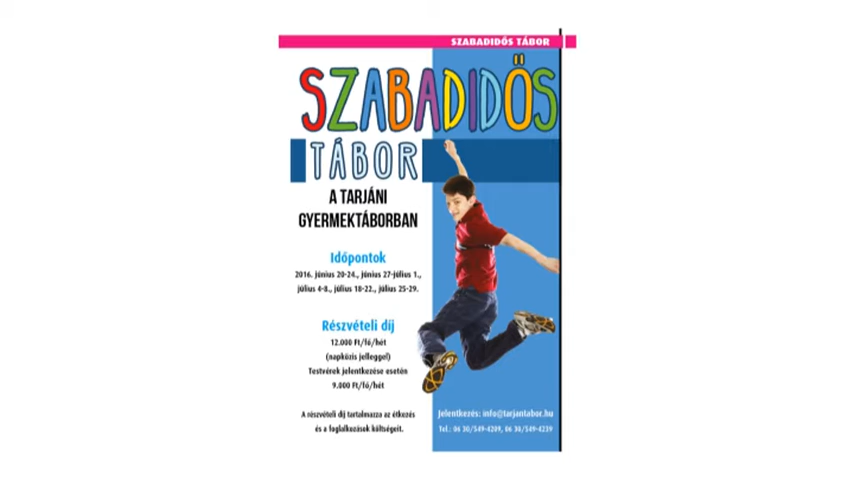 SZABADIDŐS TÁBOR
SZABADIDŐS
TÁBOR
A TARJÁNI
GYERMEKTÁBORBAN
Időpontok
2016. június 20-24., június 27-július 1.,
július 4-8., július 18-22., július 25-29.
Részvételi díj
12.000 Ft/fő/hét
(napközis jelleggel)
Testvérek jelentkezése esetén
9.000 Ft/fő/hét
A részvételi díj tartalmazza az étkezés
és a foglalkozások költségeit.
Jelentkezés: info@tarjantabor.hu
Tel.: 06 30/549-4209, 06 30/549-4239